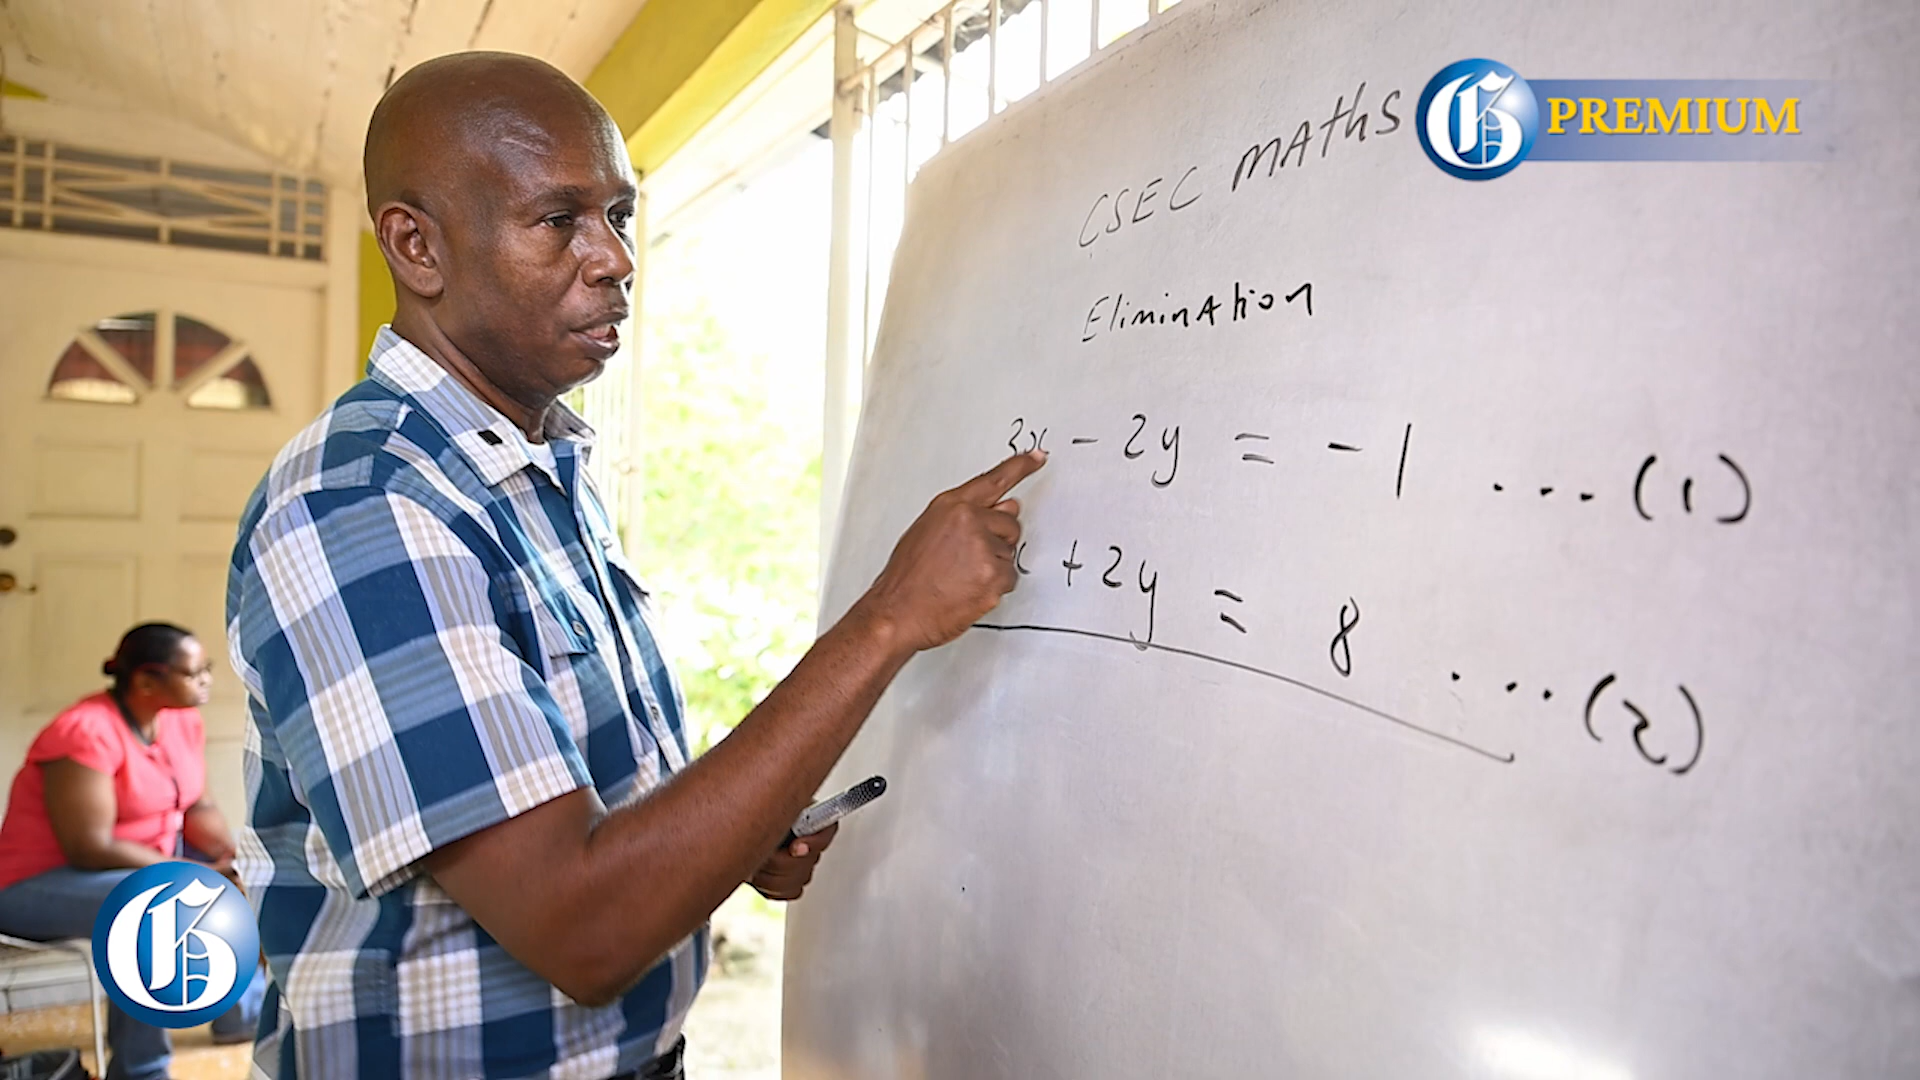 CSEC MAThS
G PREMIUM
EliminAtion
3x - 2y = -1 ... (1)
x + 2y = 8 ... (2)
G